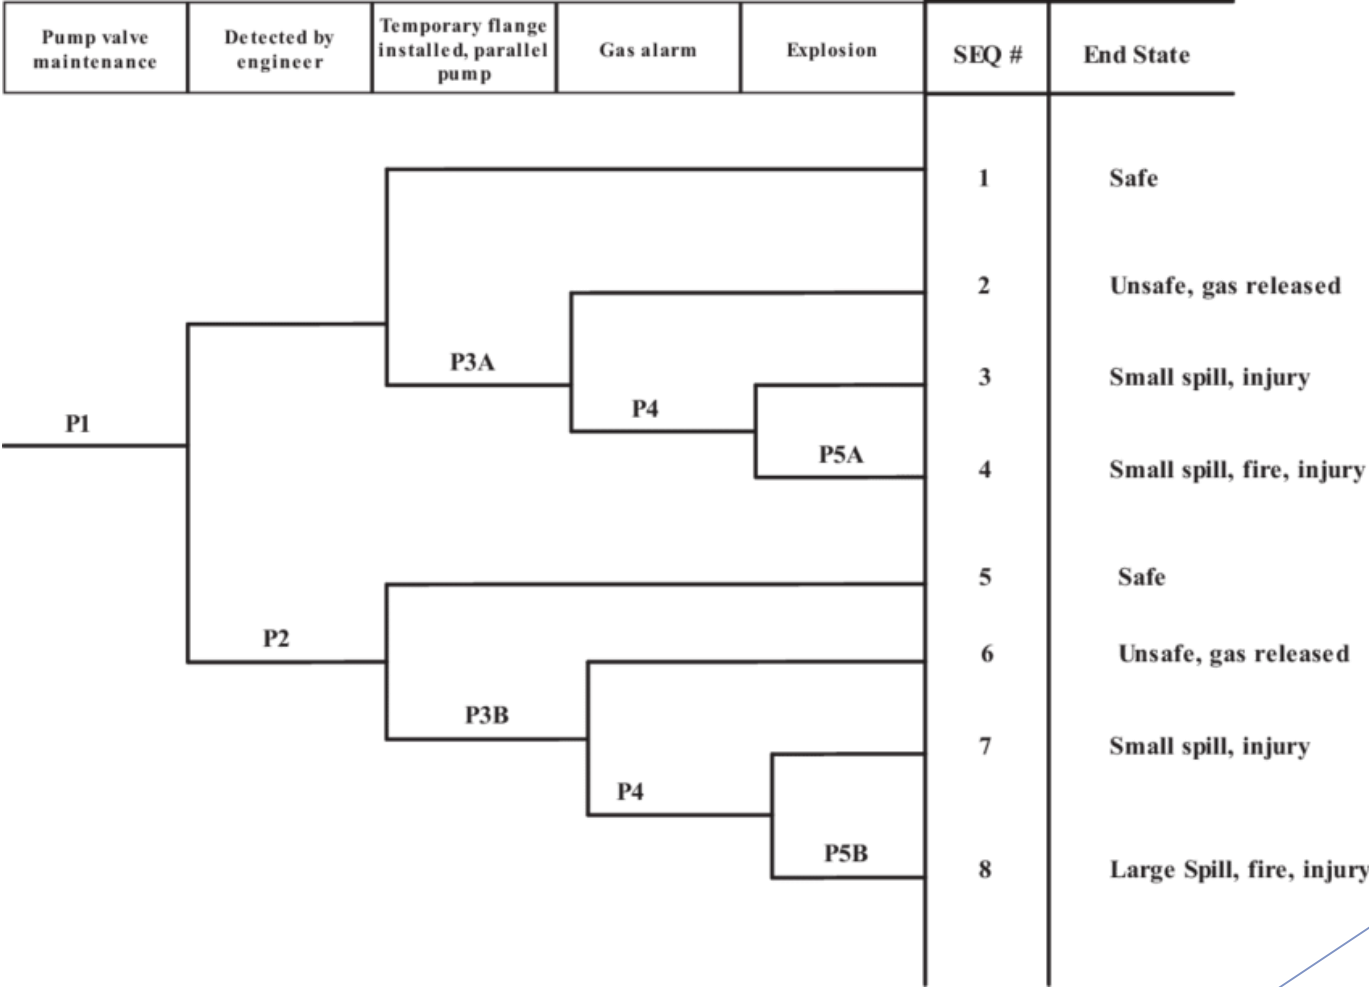 Pump valve
maintenance
Detected by
engineer
Temporary flange
installed, parallel
pump
Gas alarm
Explosion
SEQ #
End State
1
Safe
2
Unsafe, gas released
P3A
3
Small spill, injury
P4
P1
P5A
4
Small spill, fire, injury
5
Safe
P2
6
Unsafe, gas released
P3B
7
Small spill, injury
P4
P5B
8
Large Spill, fire, injury